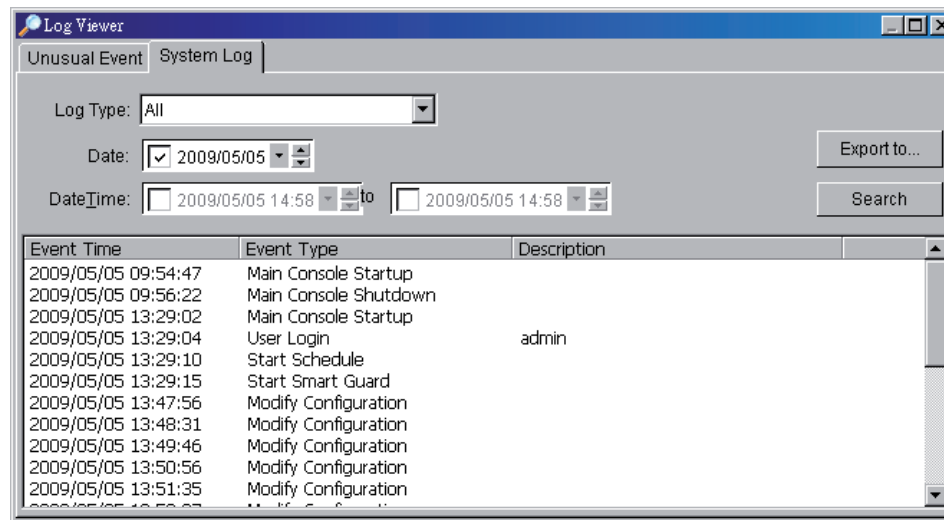 Log Viewer
Unusual Event System Log
Log Type: All
Date: 2009/05/05
Export to...
DateTime: 2009/05/05 14:58 to 2009/05/05 14:58
Search
Event Time Event Type Description
2009/05/05 09:54:47 Main Console Startup
2009/05/05 09:56:22 Main Console Shutdown
2009/05/05 13:29:02 Main Console Startup
2009/05/05 13:29:04 User Login admin
2009/05/05 13:29:10 Start Schedule
2009/05/05 13:29:15 Start Smart Guard
2009/05/05 13:47:56 Modify Configuration
2009/05/05 13:48:31 Modify Configuration
2009/05/05 13:49:46 Modify Configuration
2009/05/05 13:50:56 Modify Configuration
2009/05/05 13:51:35 Modify Configuration